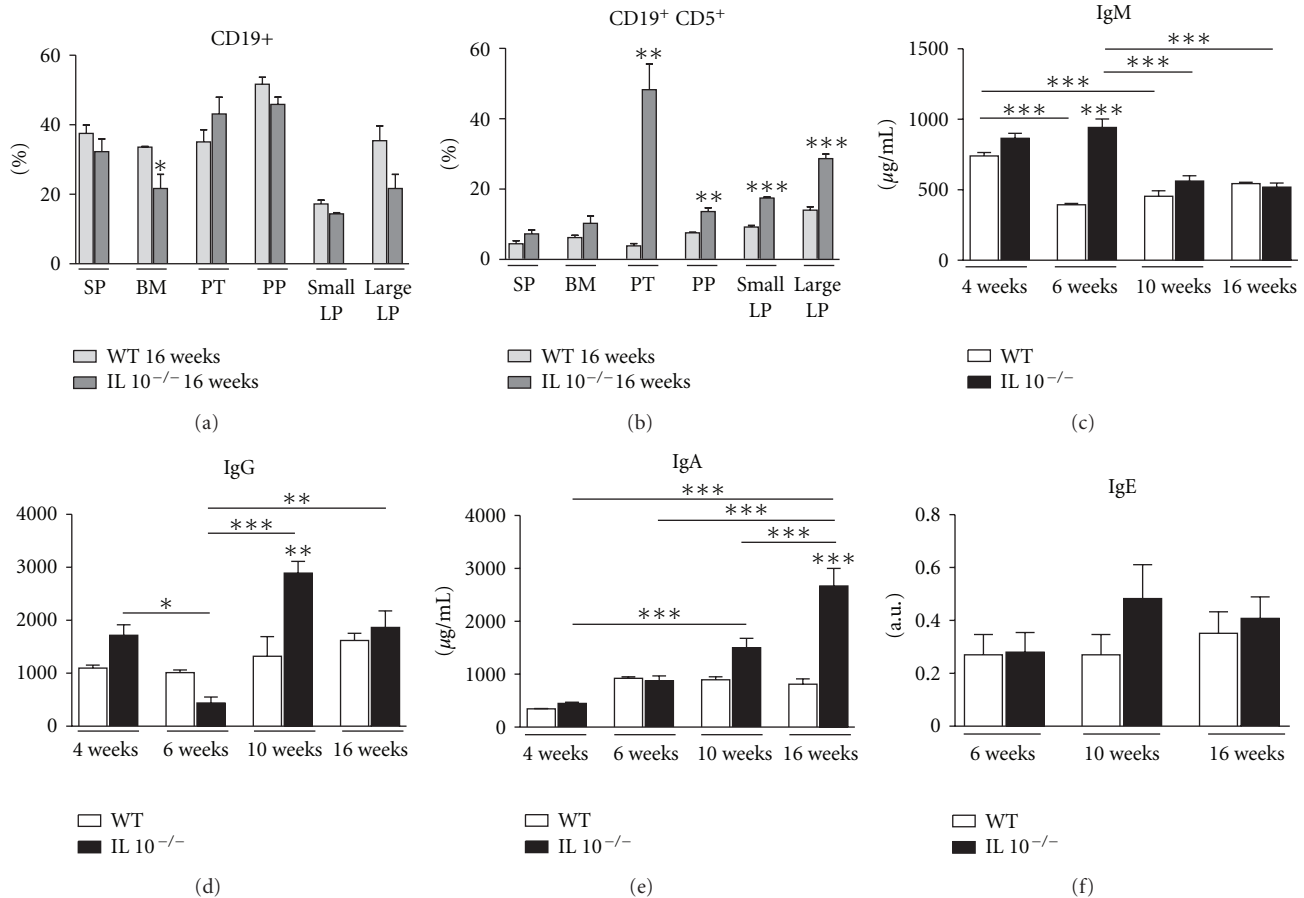 CD19+
60
40
20
0
(%)
*
SP BM PT PP Small LP Large LP
WT 16 weeks
IL 10⁻/⁻ 16 weeks
(a)
CD19⁺ CD5⁺
60
40
20
0
(%)
** ** *** ***
SP BM PT PP Small LP Large LP
WT 16 weeks
IL 10⁻/⁻ 16 weeks
(b)
IgM
1500
1000
500
0
(µg/mL)
***
***
***
*** ***
4 weeks 6 weeks 10 weeks 16 weeks
WT
IL 10⁻/⁻
(c)
IgG
4000
3000
2000
1000
0
**
***
**
*
4 weeks 6 weeks 10 weeks 16 weeks
WT
IL 10⁻/⁻
(d)
IgA
4000
3000
2000
1000
0
(µg/mL)
***
***
***
***
***
4 weeks 6 weeks 10 weeks 16 weeks
WT
IL 10⁻/⁻
(e)
IgE
0.8
0.6
0.4
0.2
0
(a.u.)
6 weeks 10 weeks 16 weeks
WT
IL 10⁻/⁻
(f)